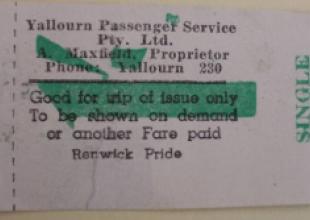 Yallourn Passenger Service
Pty. Ltd.
A. Maxfield, Proprietor
Phone: Yallourn 230
Good for trip of issue only
To be shown on demand
or another Fare paid
Renwick Pride
SINGLE